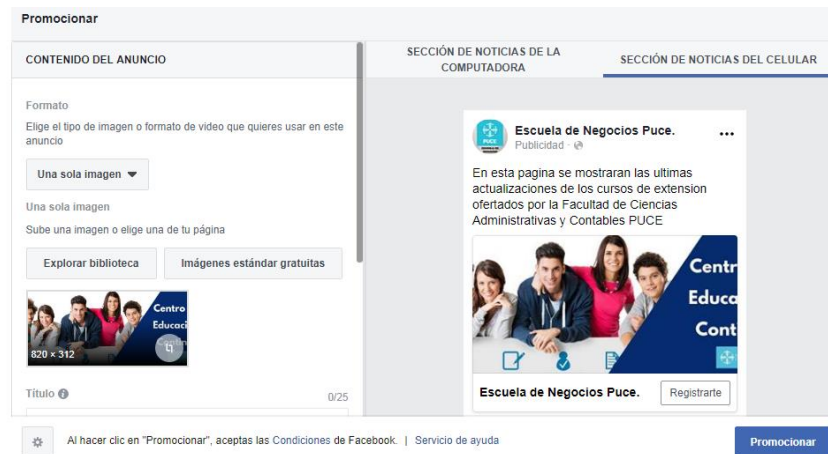 Promocionar
CONTENIDO DEL ANUNCIO
Formato
Elige el tipo de imagen o formato de video que quieres usar en este
anuncio
Una sola imagen
Una sola imagen
Sube una imagen o elige una de tu página
Explorar biblioteca
Imágenes estándar gratuitas
Centro
Educaci
Contin
820 × 312
Título
0/25
SECCIÓN DE NOTICIAS DE LA
COMPUTADORA
SECCIÓN DE NOTICIAS DEL CELULAR
PUCE
Escuela de Negocios Puce.
Publicidad ·
En esta pagina se mostraran las ultimas
actualizaciones de los cursos de extension
ofertados por la Facultad de Ciencias
Administrativas y Contables PUCE
Centr
Educa
Cont
Escuela de Negocios Puce.
Registrarte
Al hacer clic en "Promocionar", aceptas las Condiciones de Facebook. | Servicio de ayuda
Promocionar